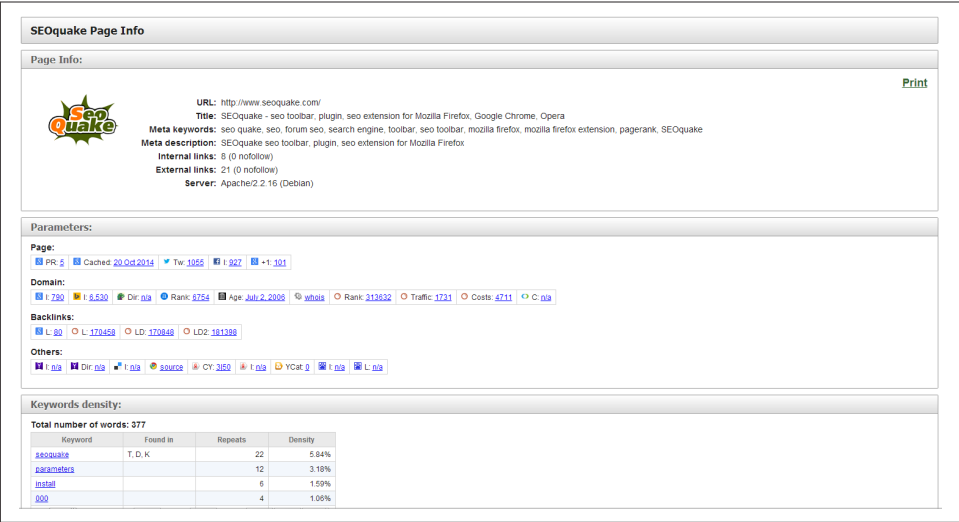 SEOquake Page Info
Page Info:
Print
Seo
Quake
URL: http://www.seoquake.com/
Title: SEOquake - seo toolbar, plugin, seo extension for Mozilla Firefox, Google Chrome, Opera
Meta keywords: seo quake, seo, forum seo, search engine, toolbar, seo toolbar, mozilla firefox, mozilla firefox extension, pagerank, SEOquake
Meta description: SEOquake seo toolbar, plugin, seo extension for Mozilla Firefox
Internal links: 8 (0 nofollow)
External links: 21 (0 nofollow)
Server: Apache/2.2.16 (Debian)
Parameters:
Page:
PR: 5 Cached: 20 Oct 2014 Tw: 1055 l: 927 +1: 101
Domain:
I: 790 I: 6,530 Dir: n/a Rank: 6754 Age: July 2, 2006 whois Rank: 313632 Traffic: 1731 Costs: 4711 C: n/a
Backlinks:
L: 80 L: 170458 LD: 170848 LD2: 181398
Others:
I: n/a Dir: n/a I: n/a source CY: 3I50 I: n/a YCat: 0 I: n/a L: n/a
Keywords density:
Total number of words: 377
Keyword Found in Repeats Density
seoquake T, D, K 22 5.84%
parameters 12 3.18%
install 6 1.59%
000 4 1.06%